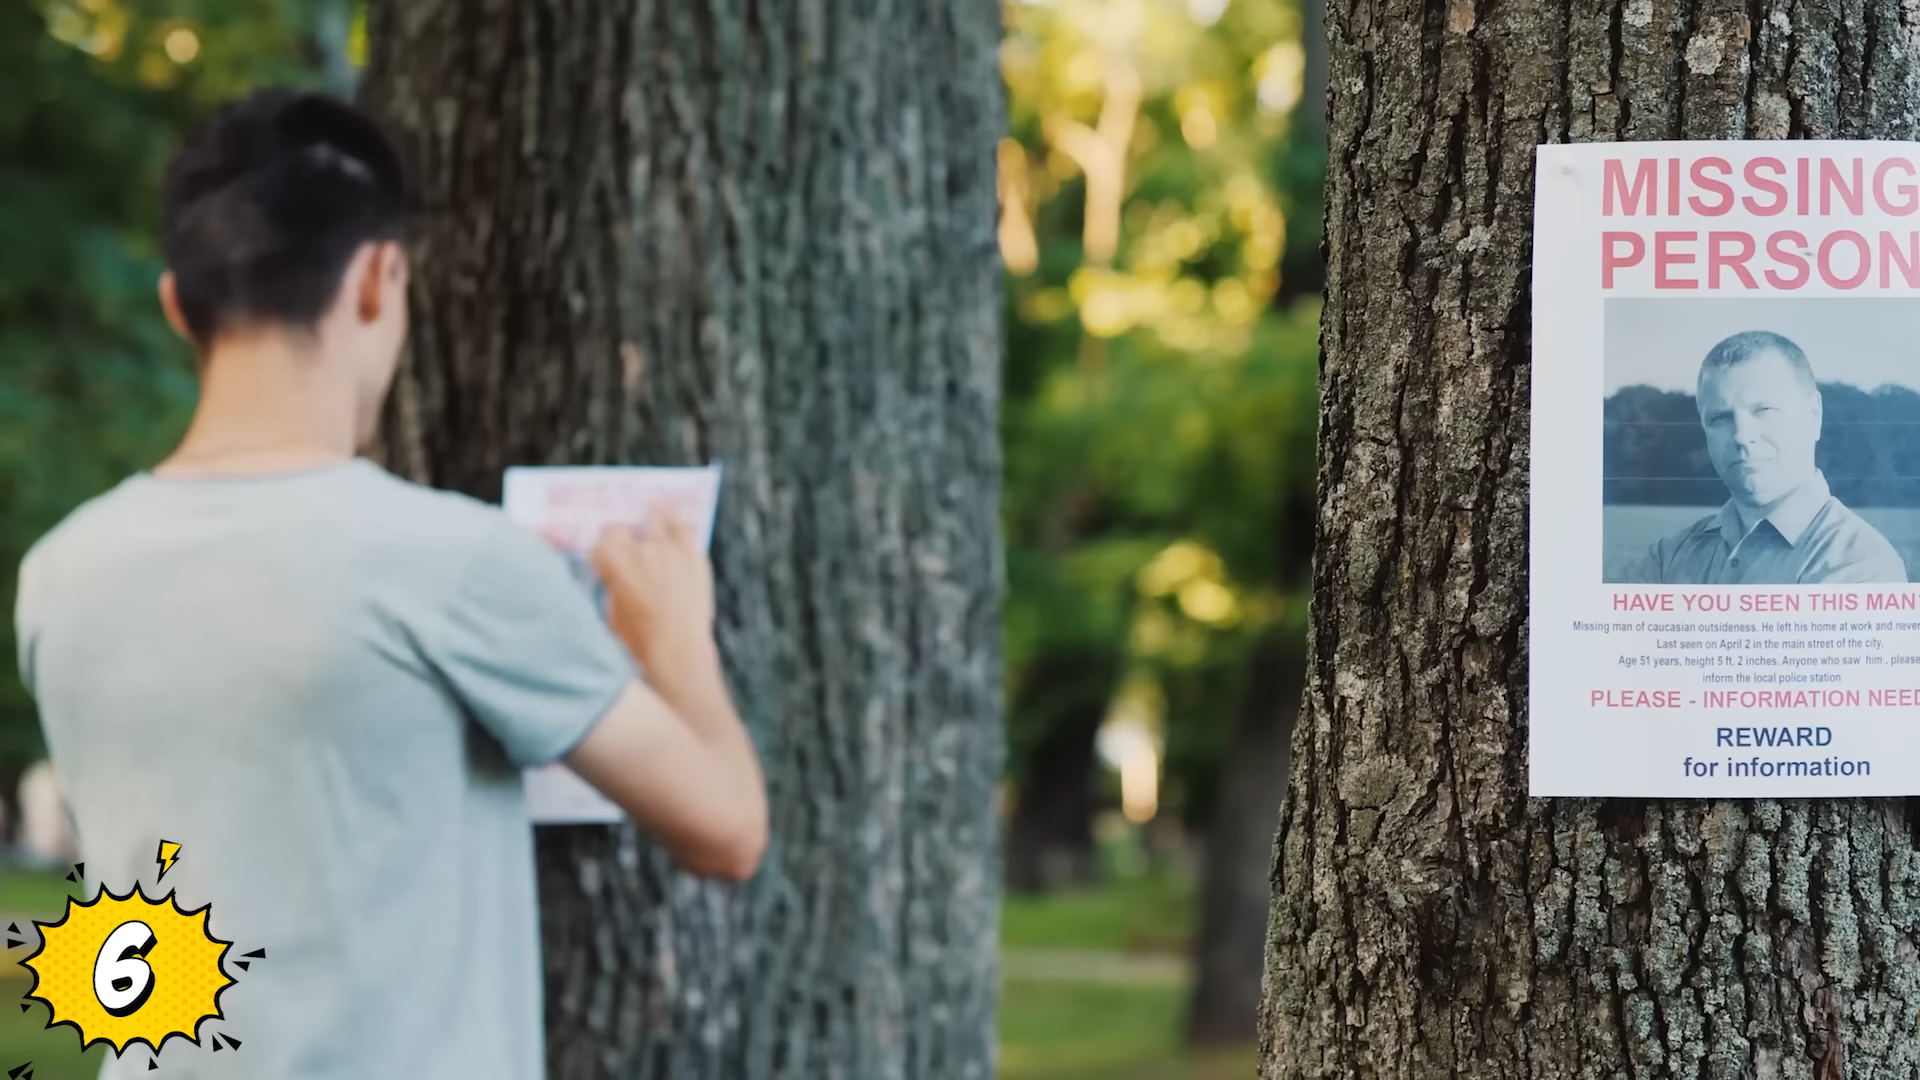 MISSING
PERSON
HAVE YOU SEEN THIS MAN?
Missing man of caucasian outsideness. He left his home at work and never
Last seen on April 2 in the main street of the city.
Age 51 years, height 5 ft. 2 inches. Anyone who saw him , please
inform the local police station
PLEASE - INFORMATION NEED
REWARD
for information
6